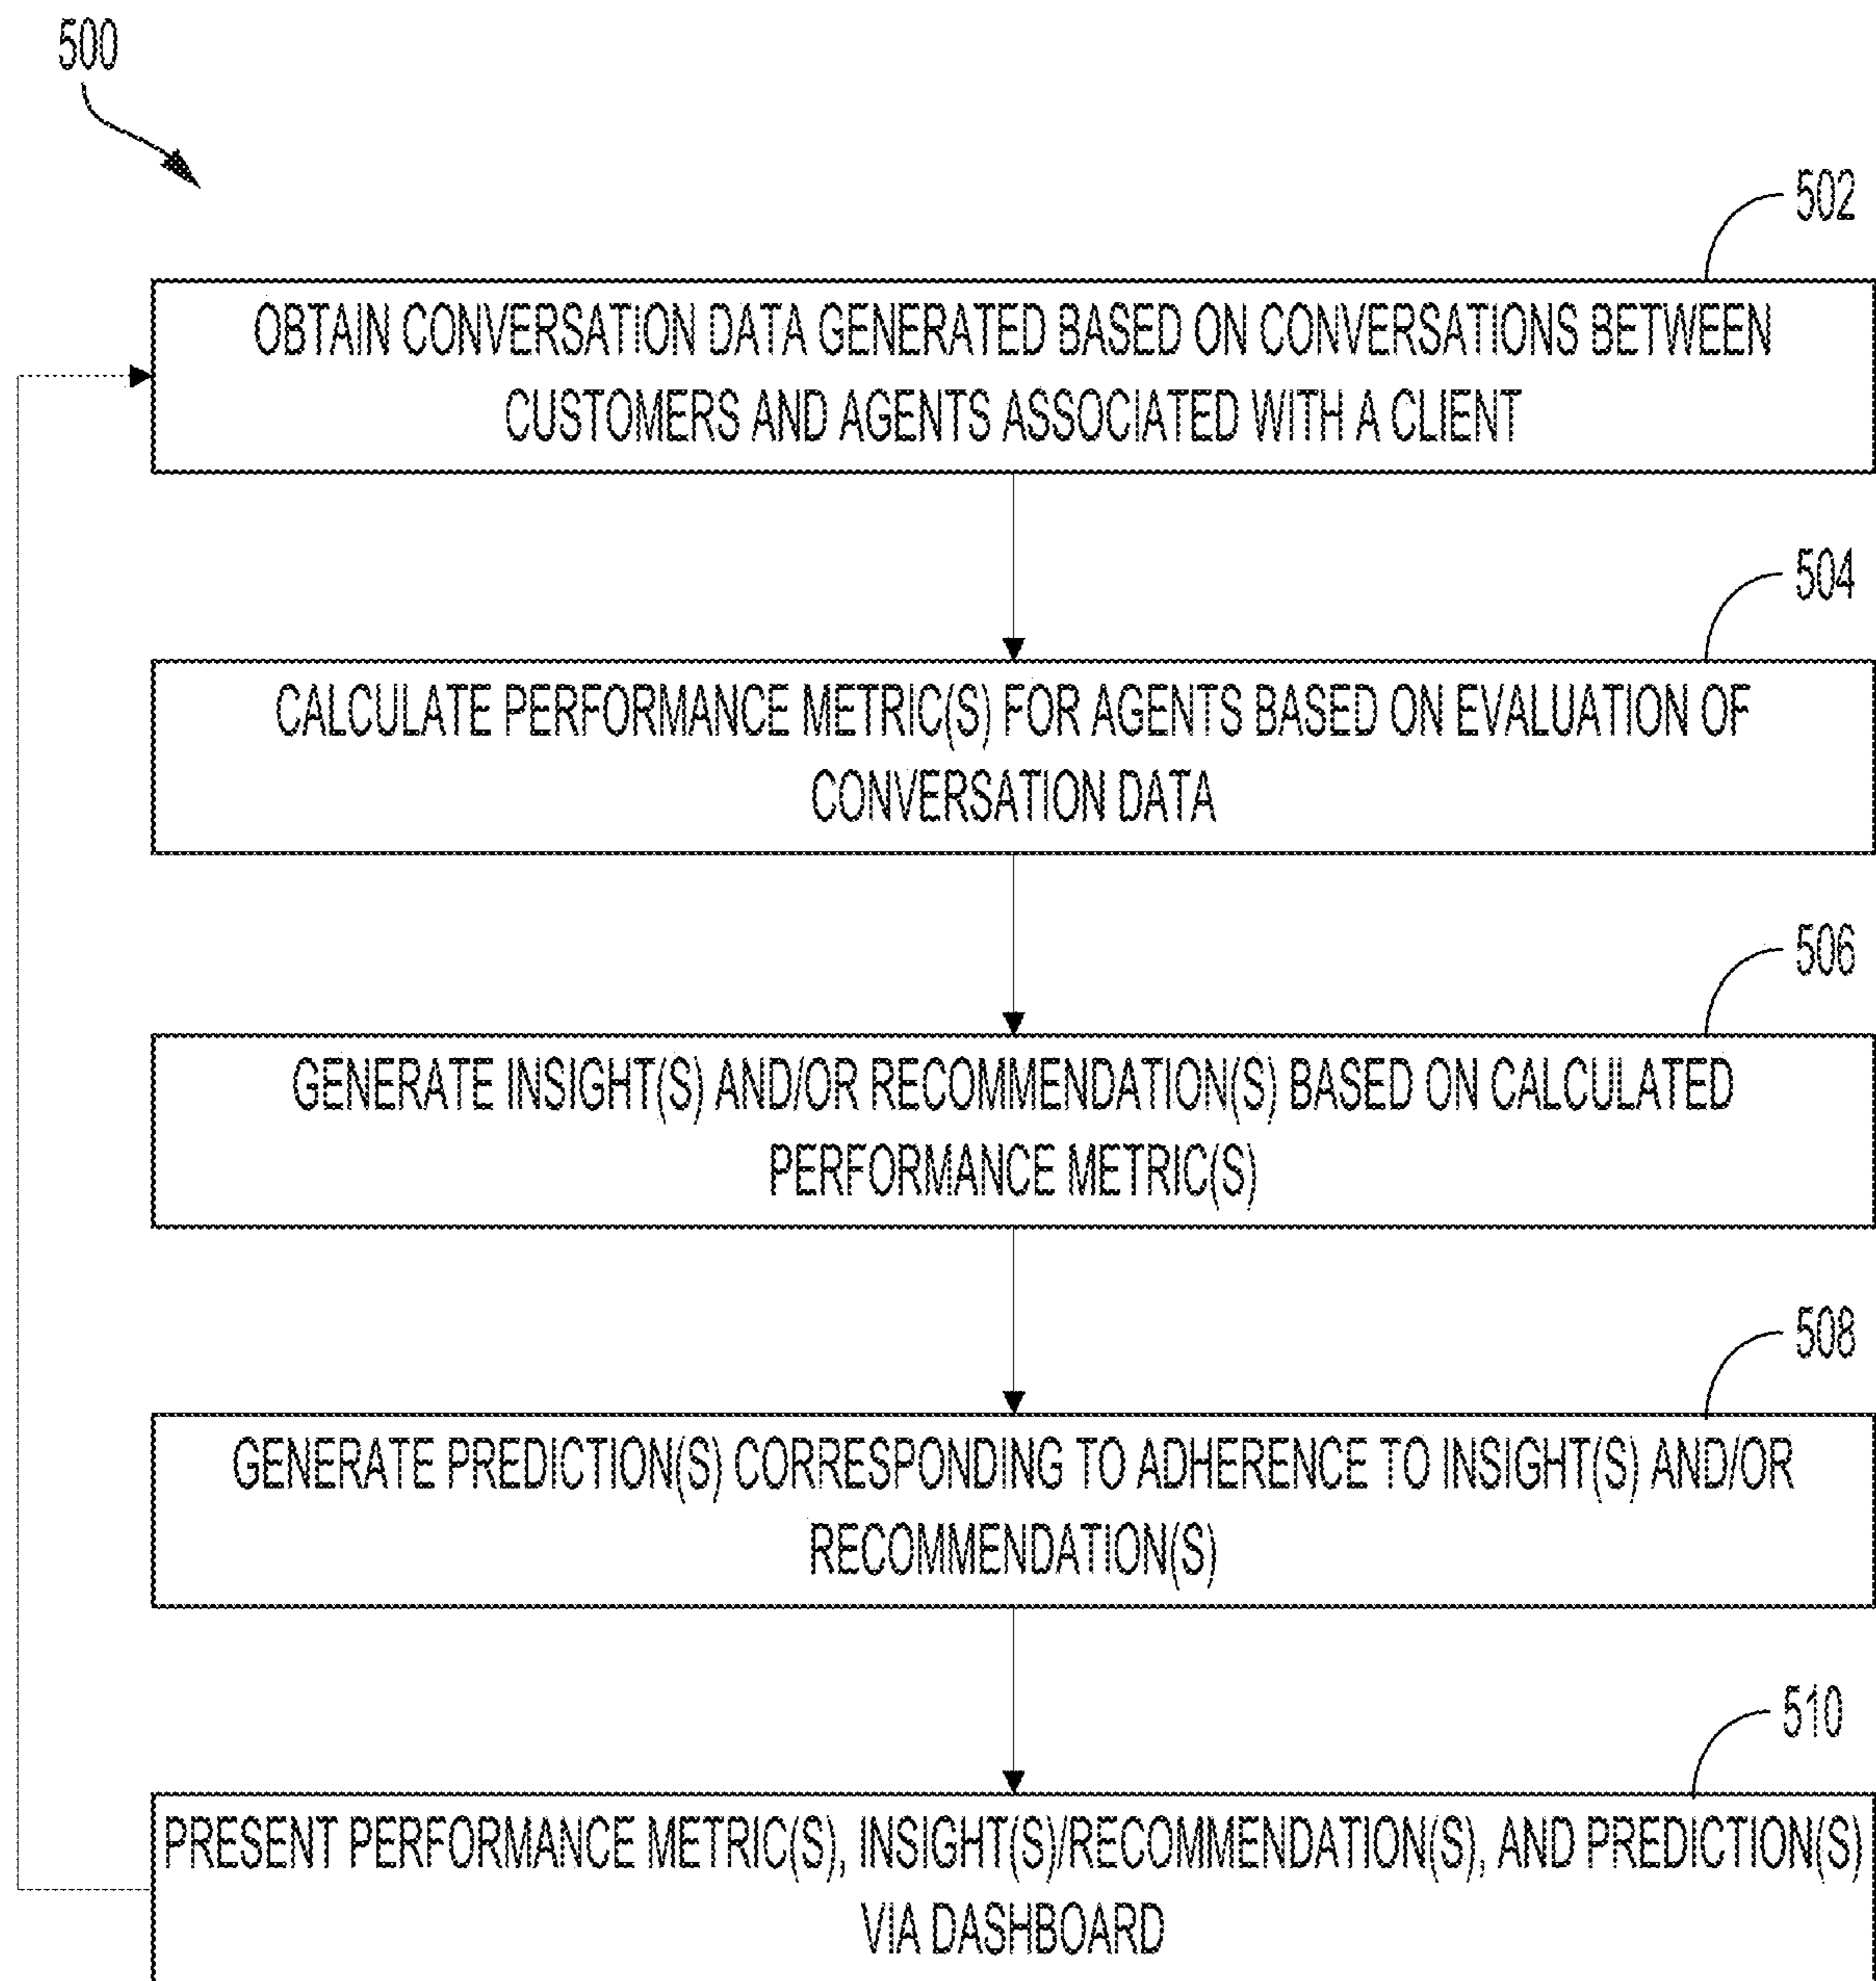 500
502
OBTAIN CONVERSATION DATA GENERATED BASED ON CONVERSATIONS BETWEEN
CUSTOMERS AND AGENTS ASSOCIATED WITH A CLIENT
504
CALCULATE PERFORMANCE METRIC(S) FOR AGENTS BASED ON EVALUATION OF
CONVERSATION DATA
506
GENERATE INSIGHT(S) AND/OR RECOMMENDATION(S) BASED ON CALCULATED
PERFORMANCE METRIC(S)
508
GENERATE PREDICTION(S) CORRESPONDING TO ADHERENCE TO INSIGHT(S) AND/OR
RECOMMENDATION(S)
510
PRESENT PERFORMANCE METRIC(S), INSIGHT(S)/RECOMMENDATION(S), AND PREDICTION(S)
VIA DASHBOARD